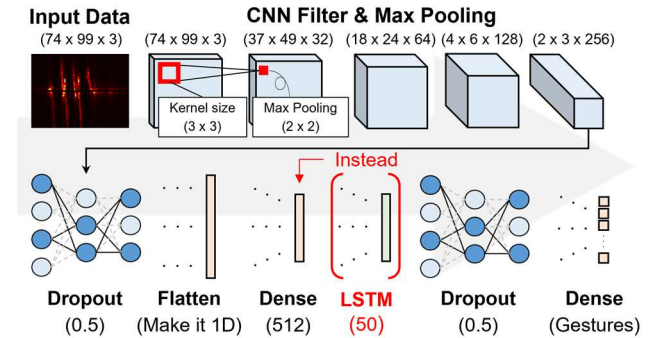 Input Data
CNN Filter & Max Pooling
(74 x 99 x 3)
(74 x 99 x 3)
(37 x 49 x 32)
(18 x 24 x 64)
(4 x 6 x 128)
(2 x 3 x 256)
Kernel size
(3 x 3)
Max Pooling
(2 x 2)
Instead
Dropout
(0.5)
Flatten
(Make it 1D)
Dense
(512)
LSTM
(50)
Dropout
(0.5)
Dense
(Gestures)